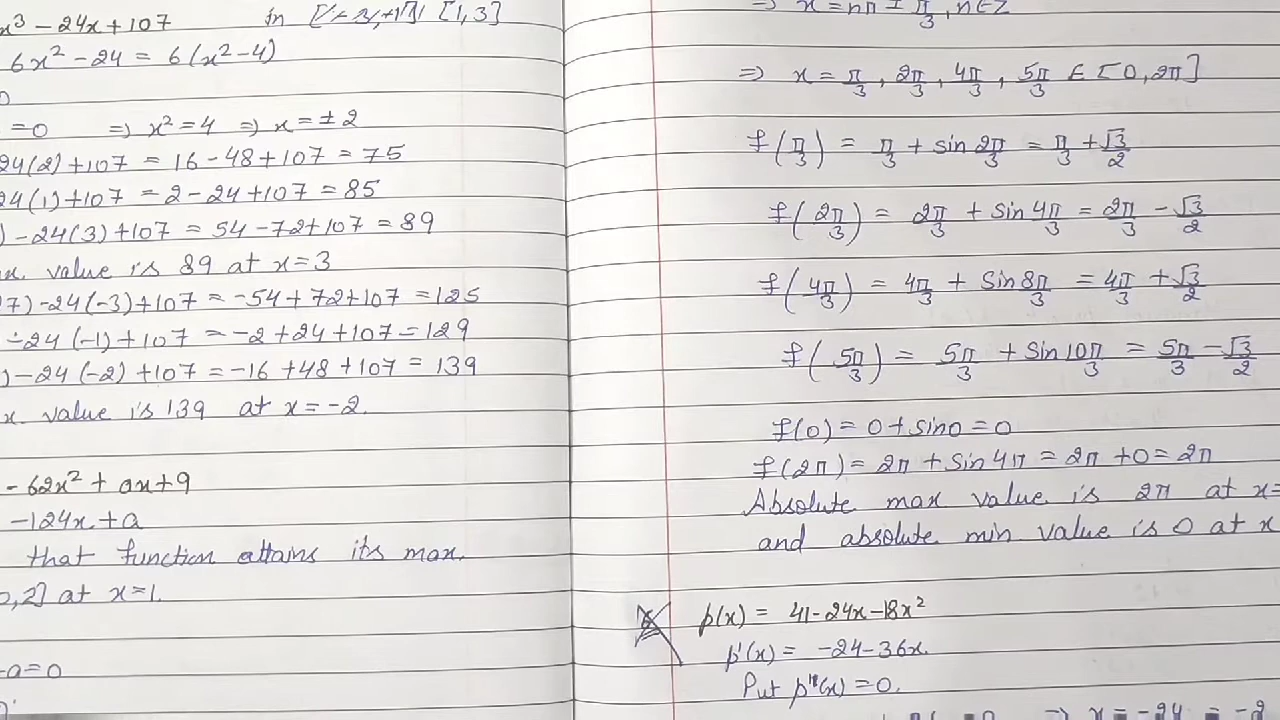 x³ - 24x + 107 in [1, 3]
6x² - 24 = 6(x² - 4)
= 0 ⇒ x² = 4 ⇒ x = ± 2
24(2) + 107 = 16 - 48 + 107 = 75
24(1) + 107 = 2 - 24 + 107 = 85
) - 24(3) + 107 = 54 - 72 + 107 = 89
x. value is 89 at x = 3
7) - 24(-3) + 107 = -54 + 72 + 107 = 125
- 24(-1) + 107 = -2 + 24 + 107 = 129
) - 24(-2) + 107 = -16 + 48 + 107 = 139
x. value is 139 at x = -2.
- 62x² + ax + 9
- 124x + a
that function attains its max.
, 2] at x = 1.
a = 0
⇒ x = nπ ± π/3, n ∈ Z
⇒ x = π/3, 2π/3, 4π/3, 5π/3 ∈ [0, 2π]
f(π/3) = π/3 + sin 2π/3 = π/3 + √3/2
f(2π/3) = 2π/3 + sin 4π/3 = 2π/3 - √3/2
f(4π/3) = 4π/3 + sin 8π/3 = 4π/3 + √3/2
f(5π/3) = 5π/3 + sin 10π/3 = 5π/3 - √3/2
f(0) = 0 + sin 0 = 0
f(2π) = 2π + sin 4π = 2π + 0 = 2π
Absolute max value is 2π at x =
and absolute min value is 0 at x
p(x) = 41 - 24x - 18x²
p'(x) = -24 - 36x.
Put p'(x) = 0.
= 0 ⇒ x = -24 = -2